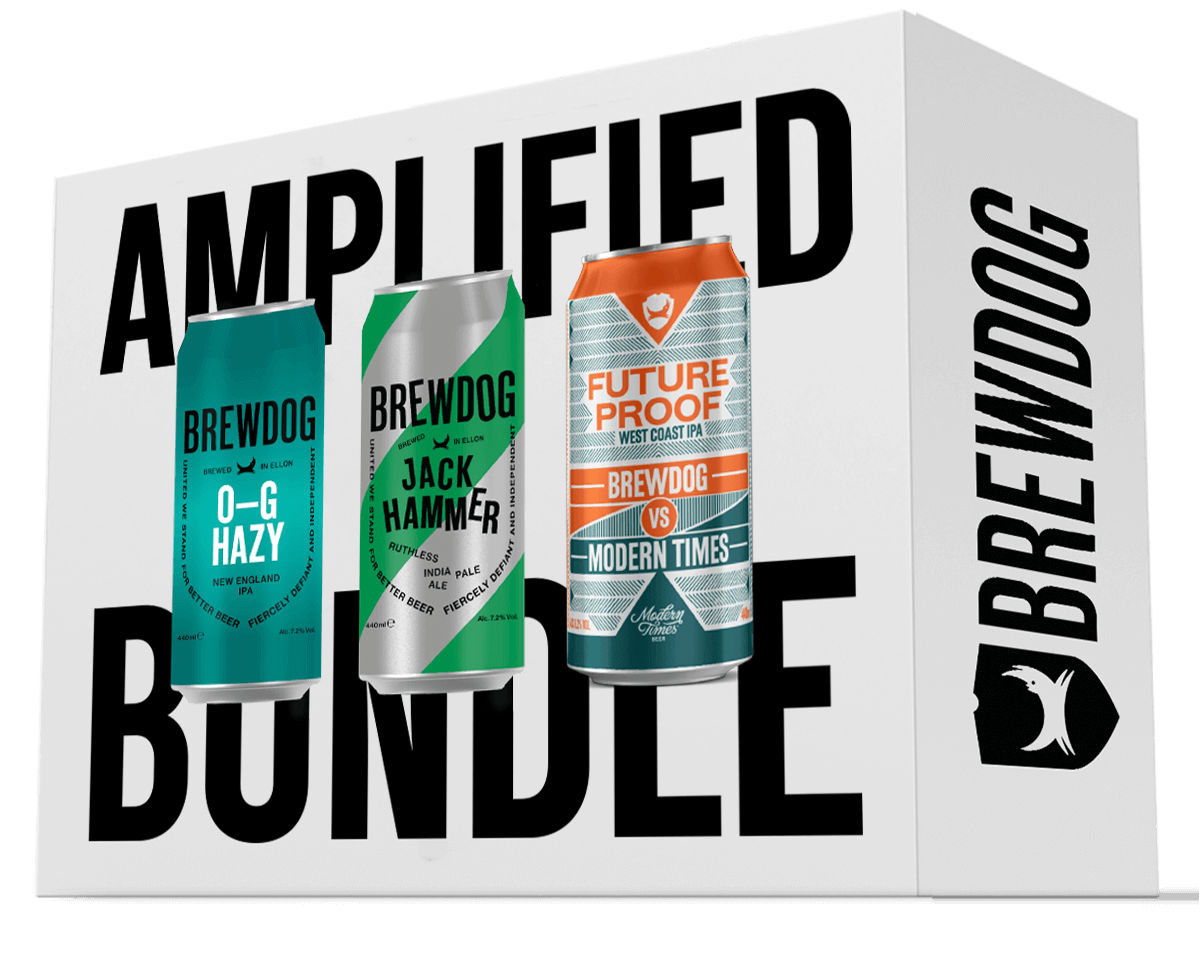 AMPLIFIED
BUNDLE
BREWDOG
BREWED IN ELLON
O–G
HAZY
NEW ENGLAND
IPA
UNITED WE STAND FOR BETTER BEER
FIERCELY DEFIANT AND INDEPENDENT
440ml e
Alc. 7.2% Vol.
BREWDOG
BREWED IN ELLON
JACK
HAMMER
RUTHLESS
INDIA PALE
ALE
UNITED WE STAND FOR BETTER BEER
FIERCELY DEFIANT AND INDEPENDENT
440ml e
Alc. 7.2% Vol.
FUTURE
PROOF
WEST COAST IPA
BREWDOG
VS
MODERN TIMES
Modern
Times
BEER
BREWDOG